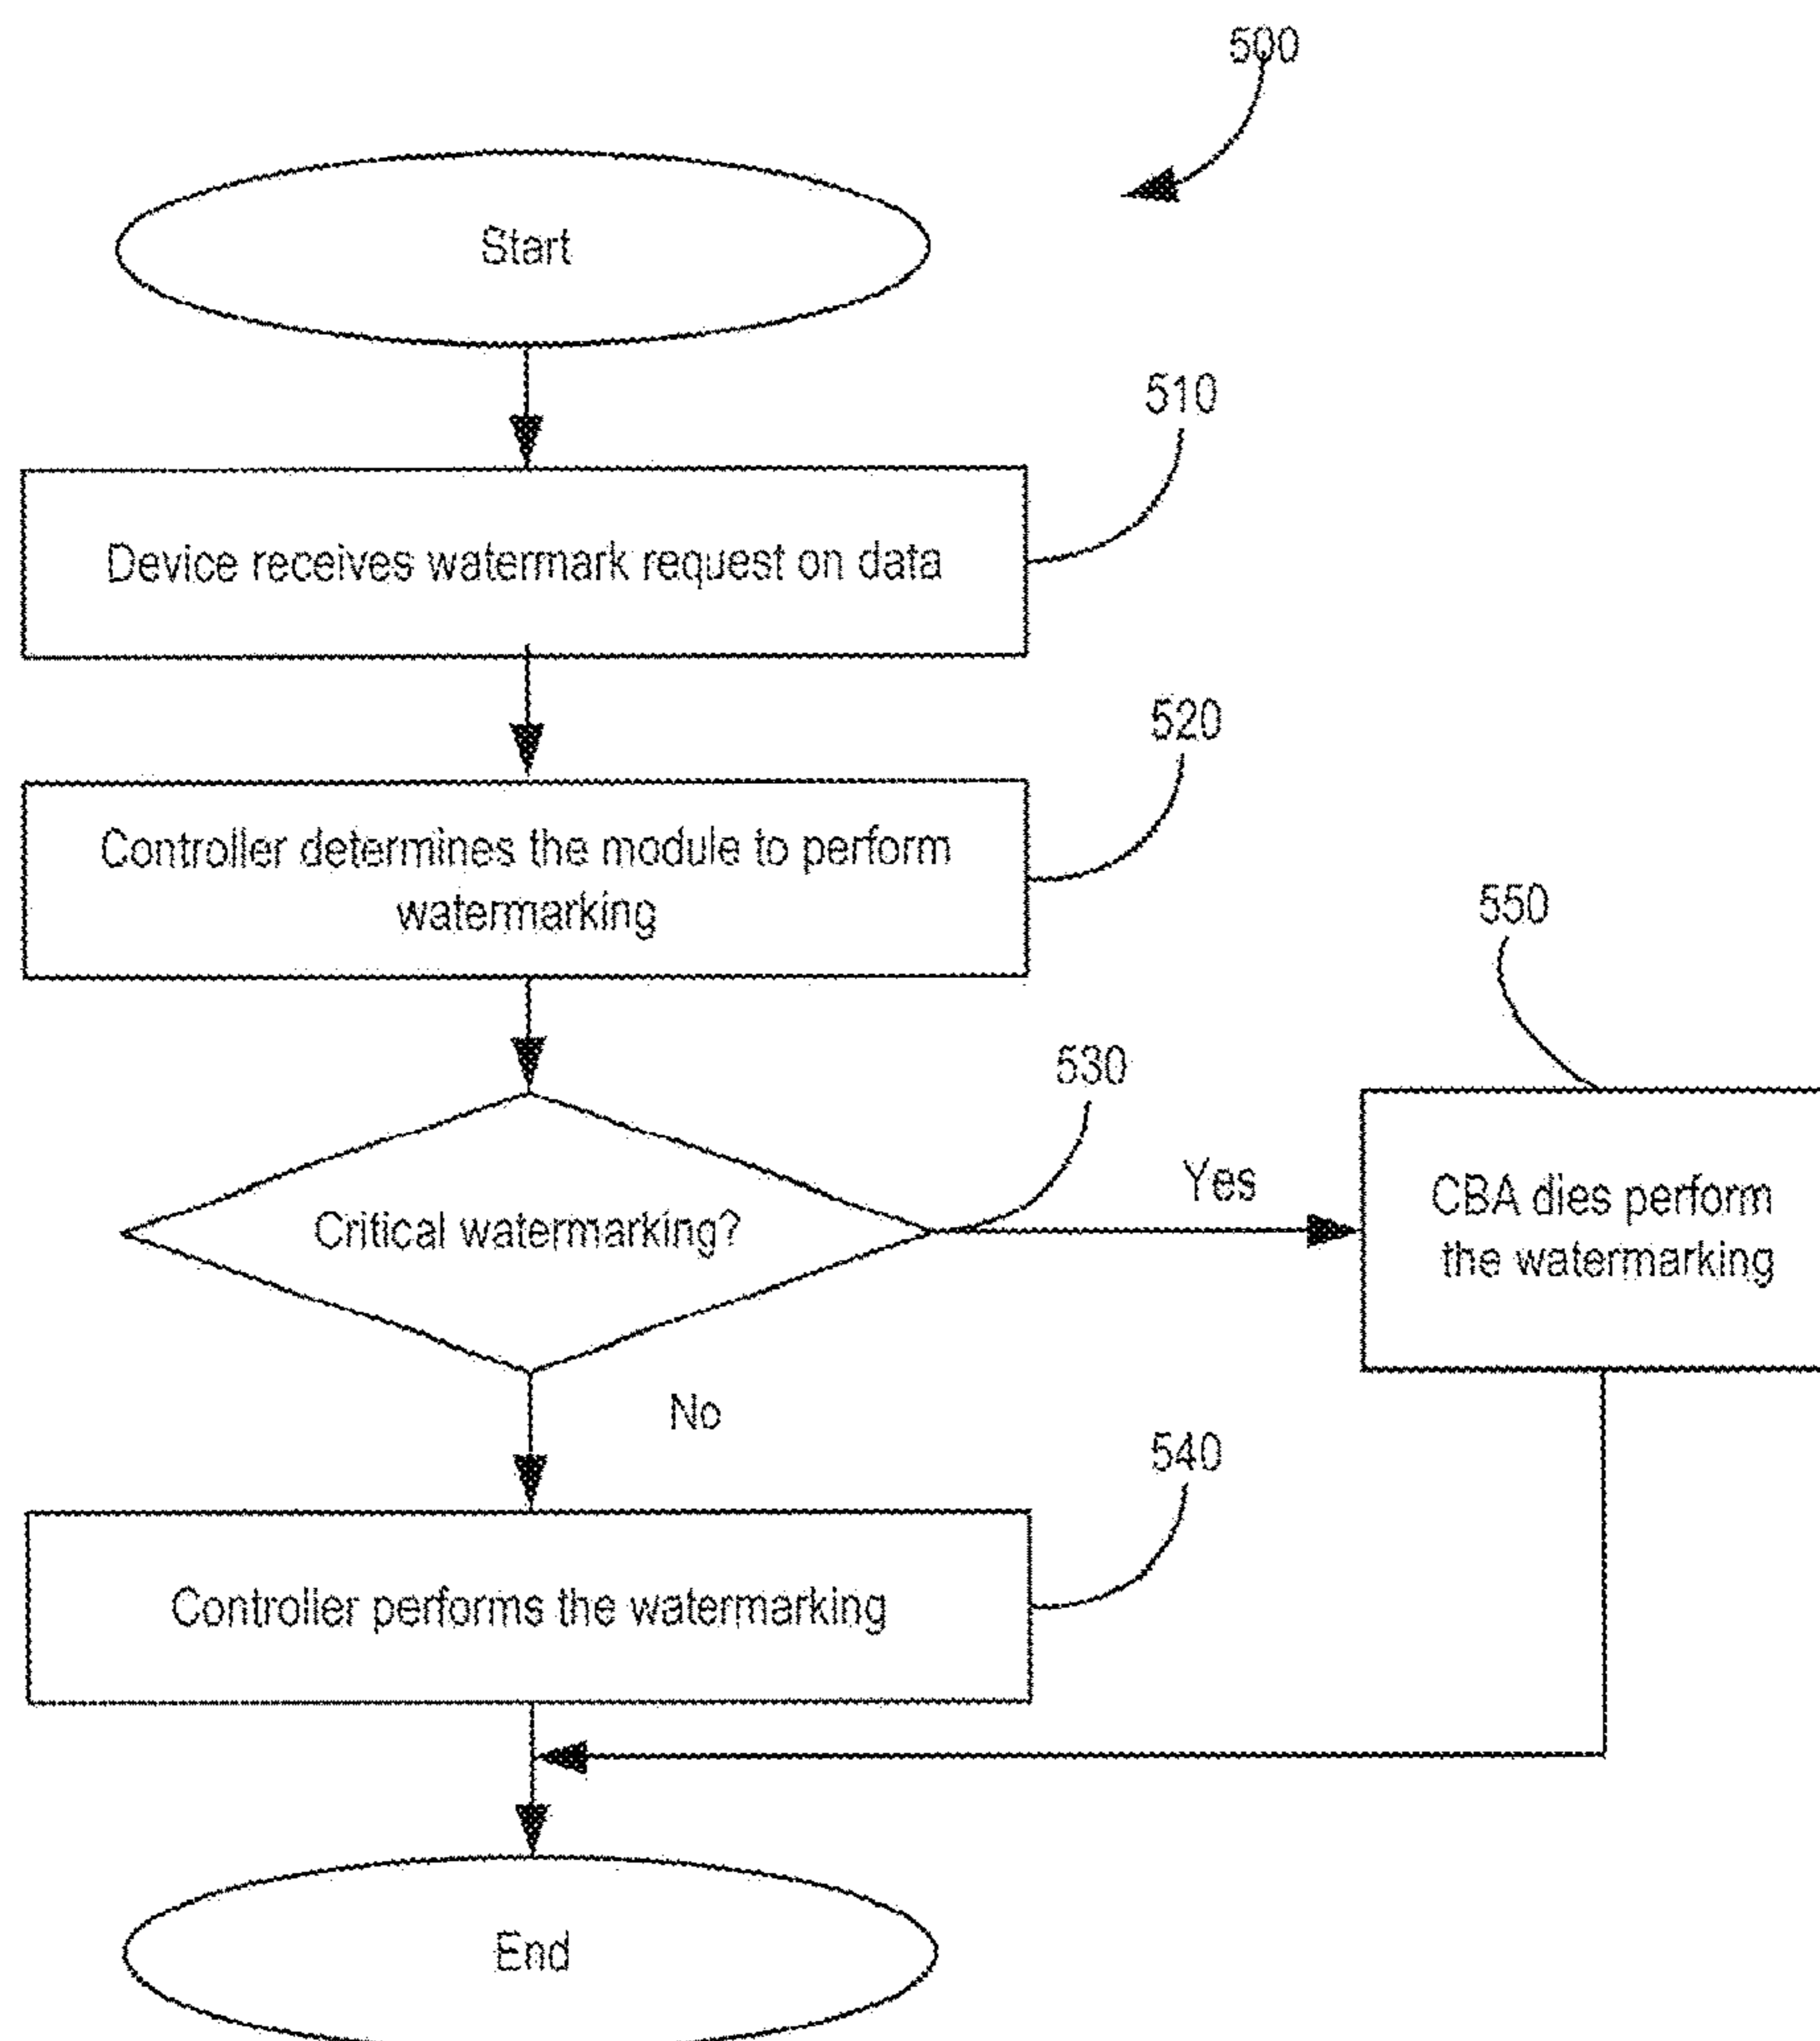 500
Start
510
Device receives watermark request on data
520
Controller determines the module to perform
watermarking
550
530
Critical watermarking?
Yes
CBA dies perform
the watermarking
No
540
Controller performs the watermarking
End